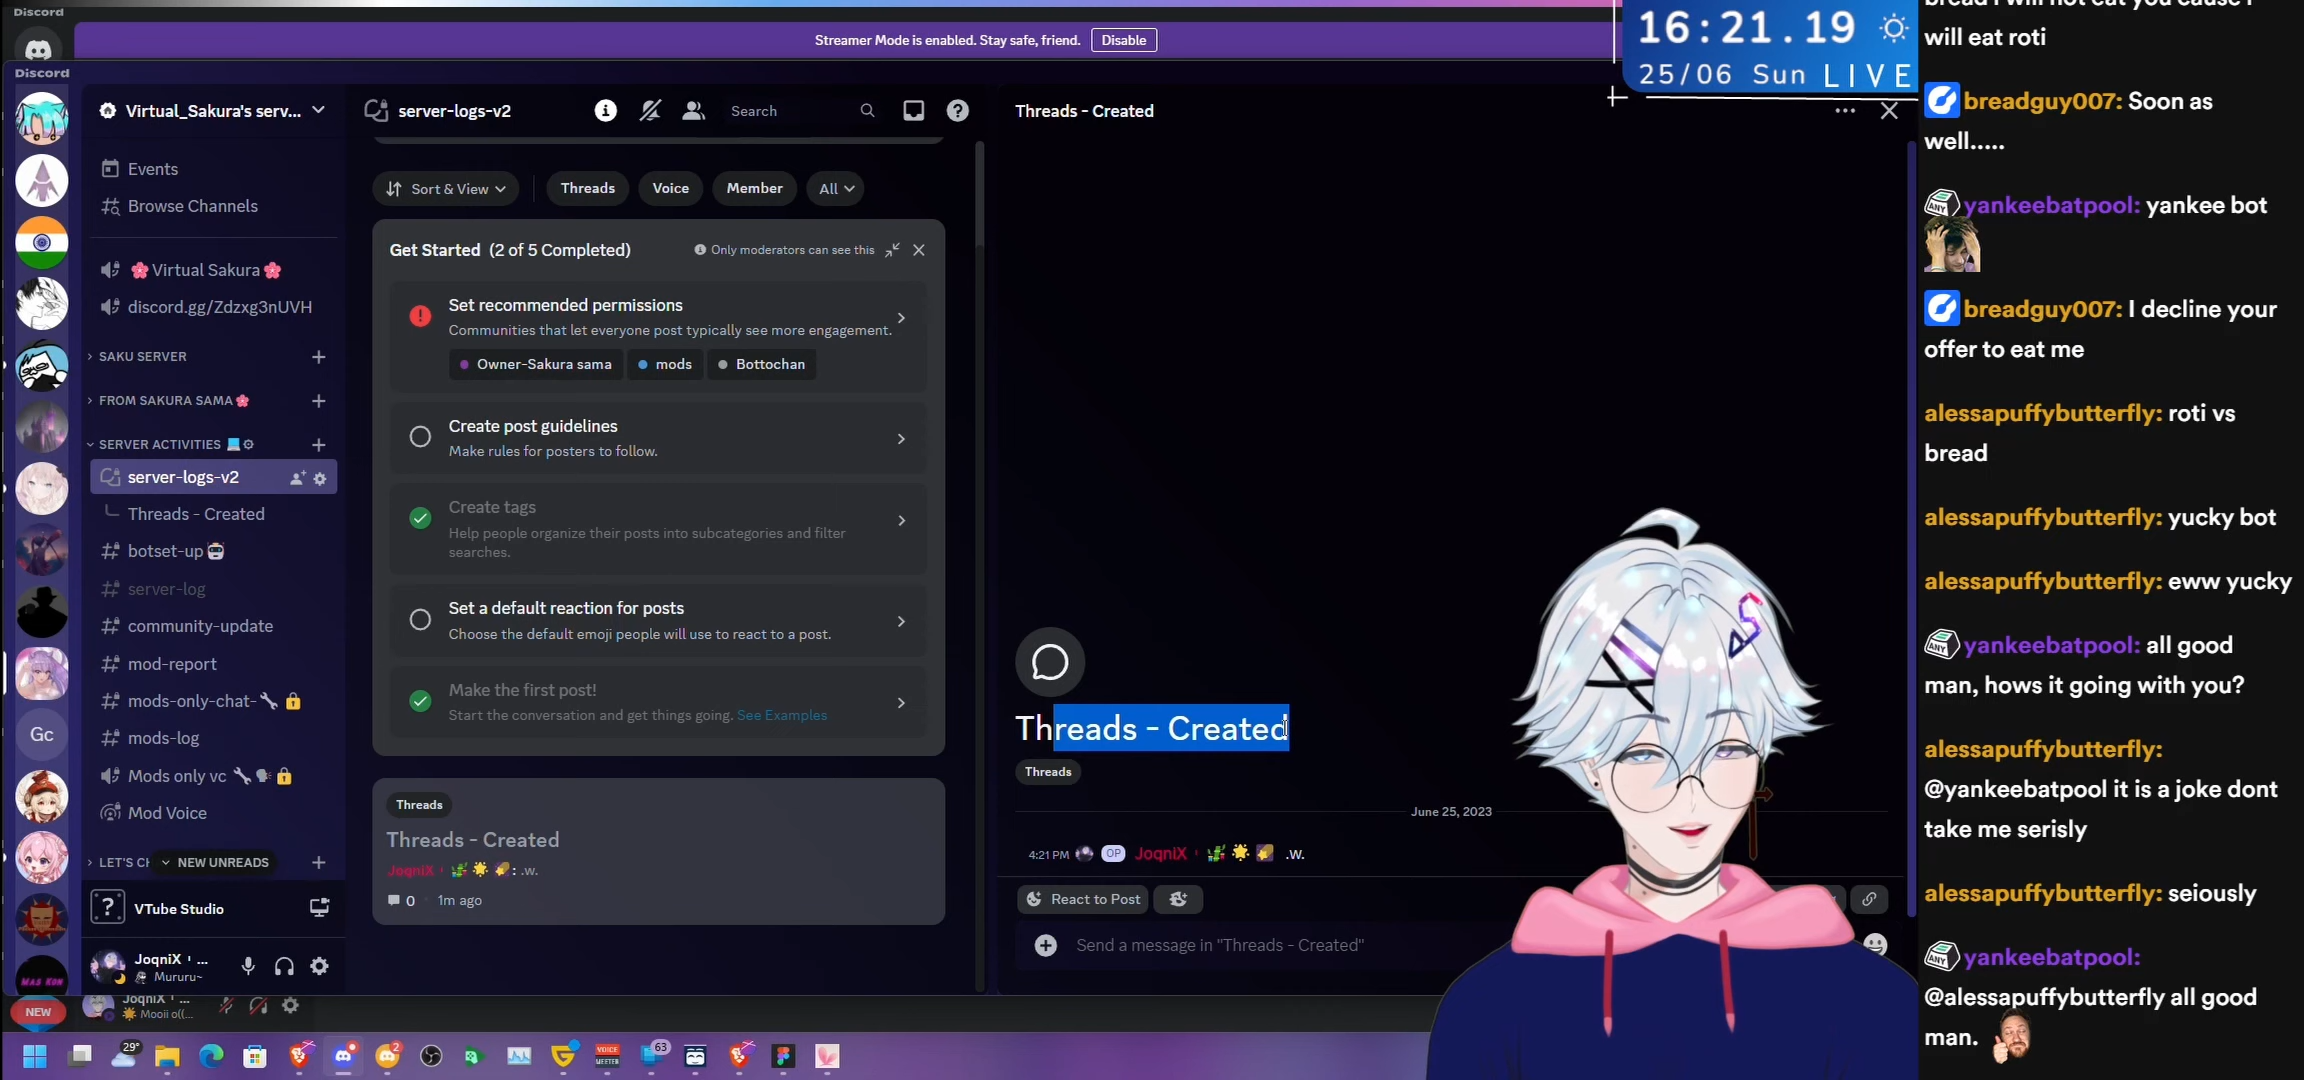 Discord
Streamer Mode is enabled. Stay safe, friend.
Disable
Discord
Virtual_Sakura's serv...
Events
Browse Channels
🌸Virtual Sakura🌸
discord.gg/Zdzxg3nUVH
SAKU SERVER
FROM SAKURA SAMA🌸
SERVER ACTIVITIES 💻⚙
server-logs-v2
Threads - Created
botset-up🤖
server-log
community-update
mod-report
mods-only-chat-🔧🔒
mods-log
Mods only vc 🔧🗣🔒
Mod Voice
NEW UNREADS
Gc
VTube Studio
JoqniX ...
Mururu~
JoqniX ...
Mooii o((...
NEW
server-logs-v2
Search
Sort & View
Threads
Voice
Member
All
Get Started (2 of 5 Completed)
Only moderators can see this
Set recommended permissions
Communities that let everyone post typically see more engagement.
Owner-Sakura sama
mods
Bottochan
Create post guidelines
Make rules for posters to follow.
Create tags
Help people organize their posts into subcategories and filter
searches.
Set a default reaction for posts
Choose the default emoji people will use to react to a post.
Make the first post!
Start the conversation and get things going. See Examples
Threads
Threads - Created
JoqniX : .w.
0
1m ago
Threads - Created
Threads - Created
Threads
June 25, 2023
4:21 PM OP JoqniX .w.
React to Post
Send a message in "Threads - Created"
16:21.19
25/06 Sun LIVE
will eat roti
breadguy007: Soon as
well.....
yankeebatpool: yankee bot
breadguy007: I decline your
offer to eat me
alessapuffybutterfly: roti vs
bread
alessapuffybutterfly: yucky bot
alessapuffybutterfly: eww yucky
yankeebatpool: all good
man, hows it going with you?
alessapuffybutterfly:
@yankeebatpool it is a joke dont
take me serisly
alessapuffybutterfly: seiously
yankeebatpool:
@alessapuffybutterfly all good
man.
29°
2
VOICE
MEETER
63